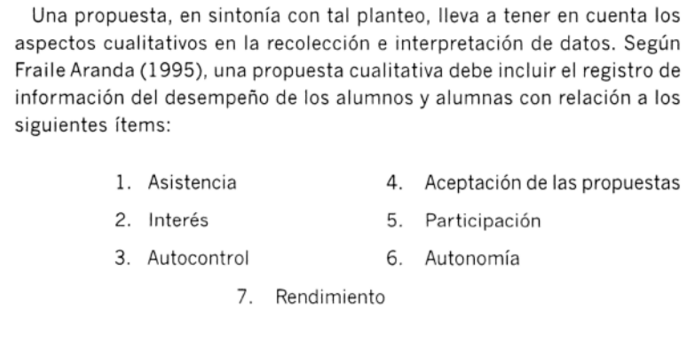 Una propuesta, en sintonía con tal planteo, lleva a tener en cuenta los
aspectos cualitativos en la recolección e interpretación de datos. Según
Fraile Aranda (1995), una propuesta cualitativa debe incluir el registro de
información del desempeño de los alumnos y alumnas con relación a los
siguientes ítems:
1. Asistencia
2. Interés
3. Autocontrol
4. Aceptación de las propuestas
5. Participación
6. Autonomía
7. Rendimiento